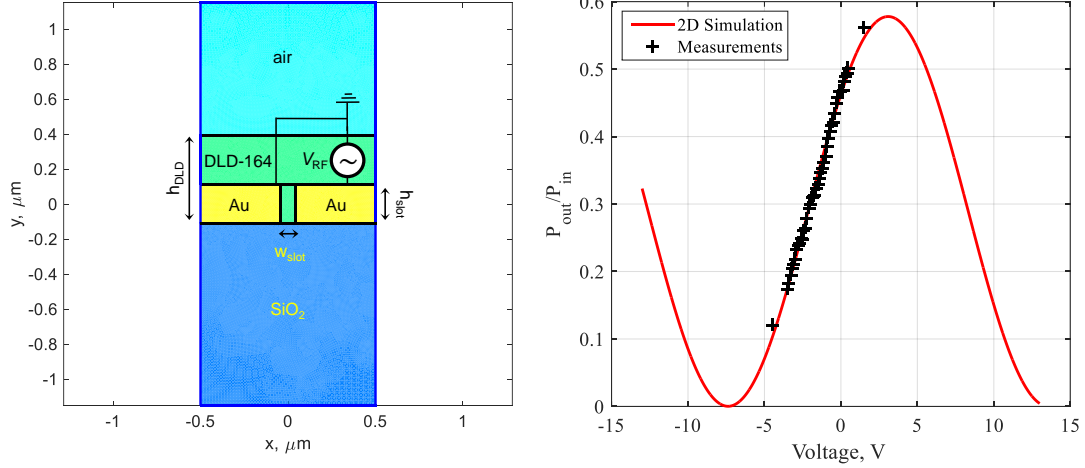 1
0.8
0.6
0.4
0.2
0
-0.2
-0.4
-0.6
-0.8
-1
y, μm
air
DLD-164
V_RF
~
h_DLD
Au
Au
h_slot
w_slot
SiO_2
-1
-0.5
0
0.5
1
x, μm
0.6
0.5
0.4
0.3
0.2
0.1
0
P_out/P_in
2D Simulation
Measurements
-15
-10
-5
0
5
10
15
Voltage, V